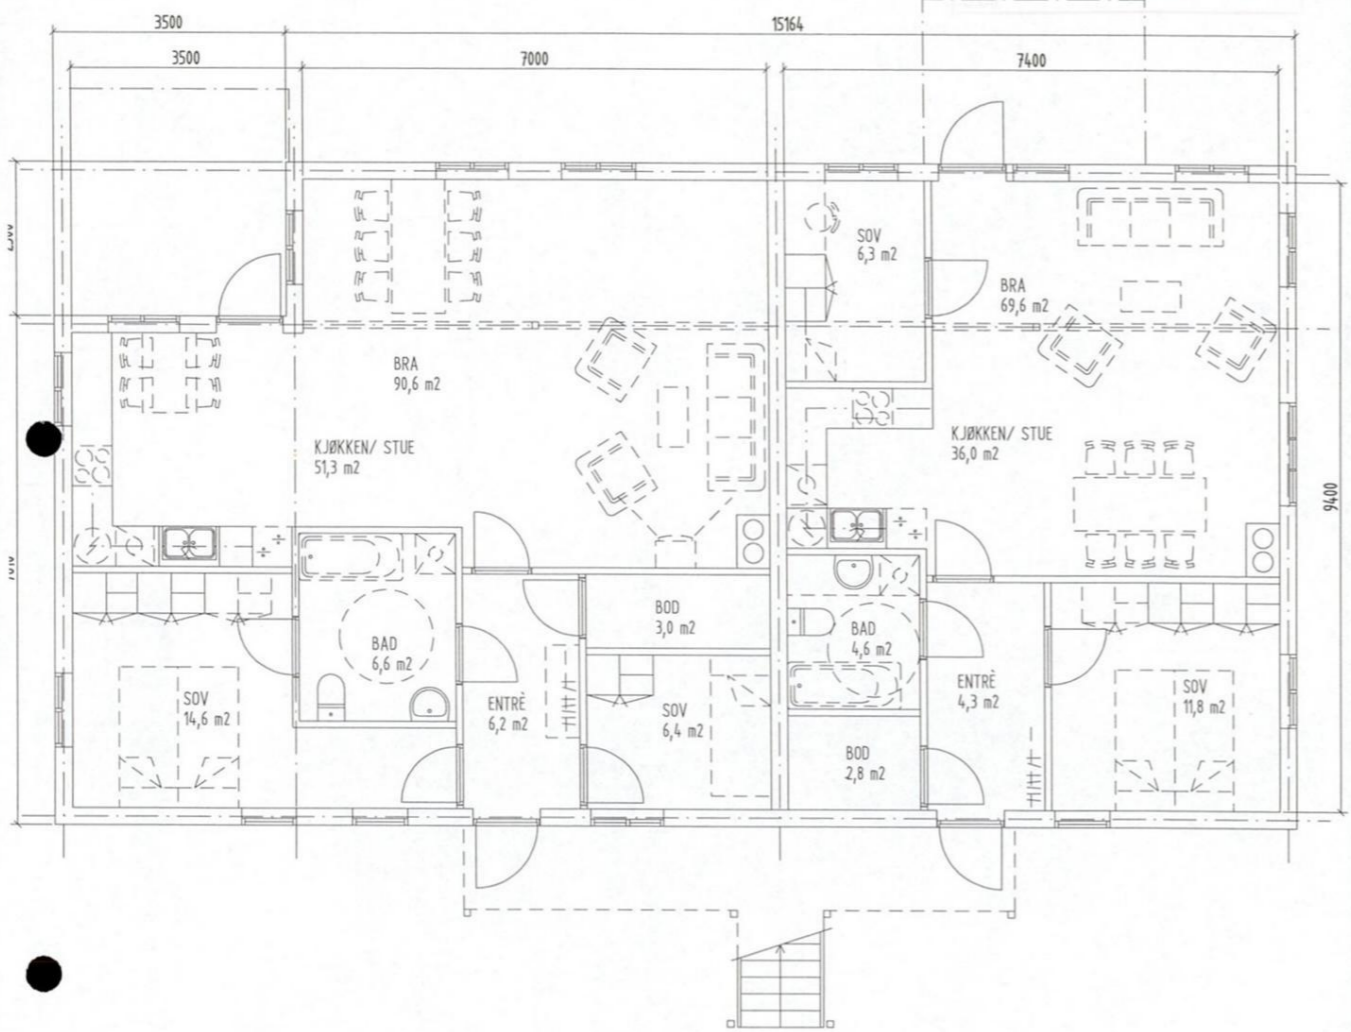 3500
15164
3500
7000
7400
SOV
6,3 m2
BRA
69,6 m2
BRA
90,6 m2
KJØKKEN/ STUE
51,3 m2
KJØKKEN/ STUE
36,0 m2
9400
BOD
3,0 m2
BAD
6,6 m2
BAD
4,6 m2
ENTRÈ
6,2 m2
ENTRÈ
4,3 m2
SOV
14,6 m2
SOV
6,4 m2
SOV
11,8 m2
BOD
2,8 m2